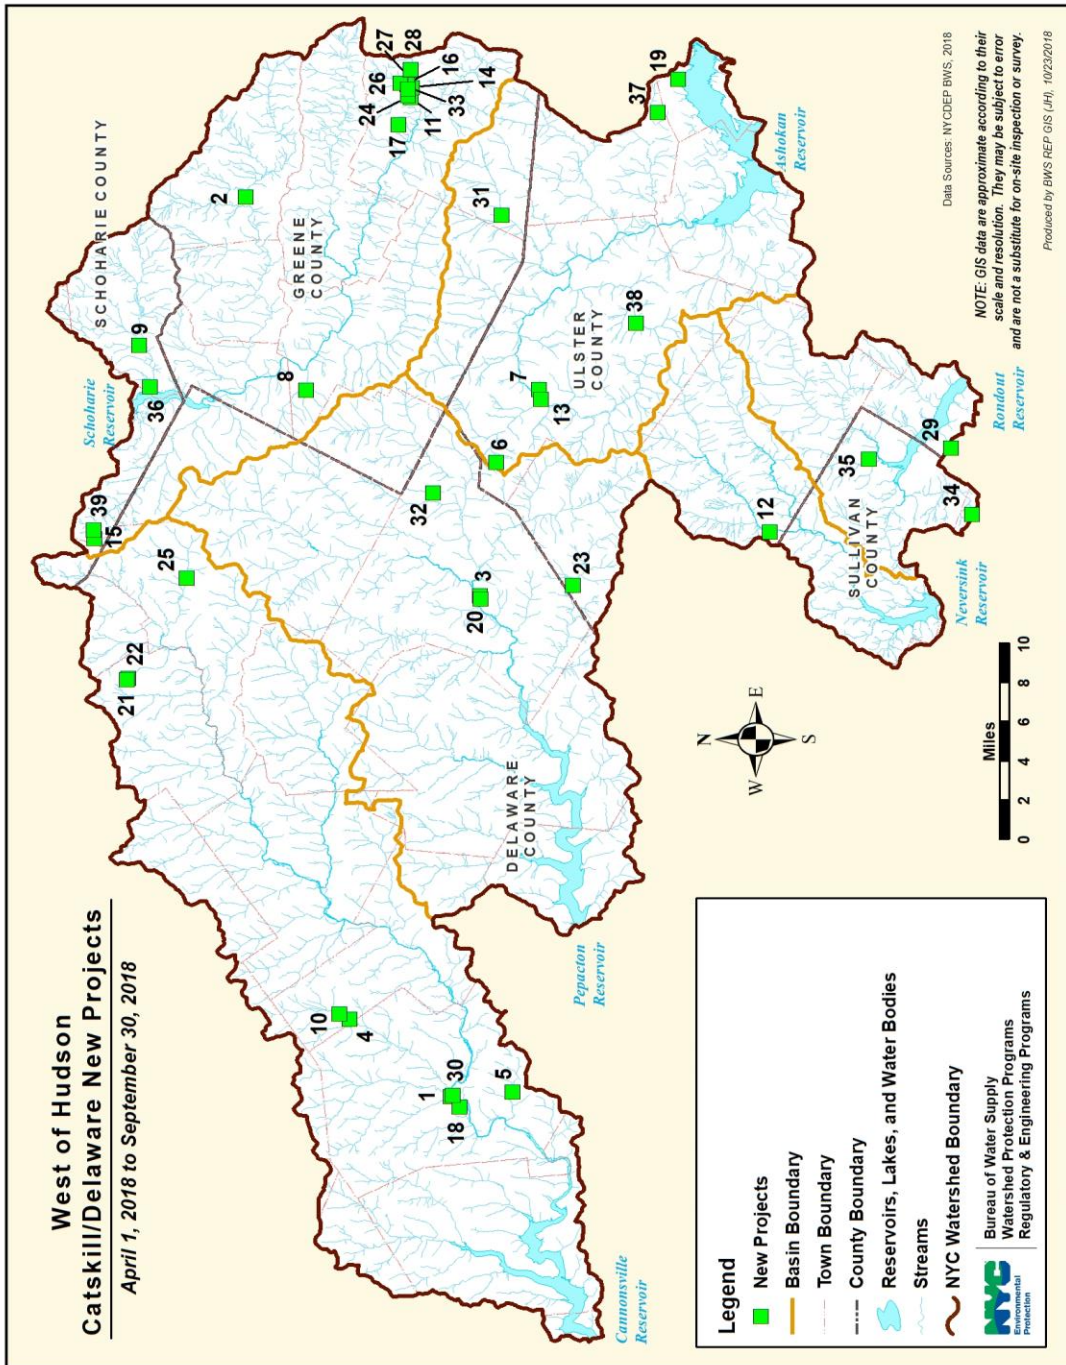 West of Hudson
Catskill/Delaware New Projects
April 1, 2018 to September 30, 2018
SCHOHARIE COUNTY
Schoharie
Reservoir
GREENE
COUNTY
ULSTER
COUNTY
SULLIVAN
COUNTY
DELAWARE
COUNTY
Ashokan
Reservoir
Rondout
Reservoir
Neversink
Reservoir
Pepacton
Reservoir
Cannonsville
Reservoir
21
22
25
15
39
36
9
2
8
17
24
26
27
28
11
33
16
14
10
4
1
30
18
5
20
3
32
6
23
7
13
31
38
37
19
12
35
34
29
N
W
E
S
Miles
0
2
4
6
8
10
Legend
New Projects
Basin Boundary
Town Boundary
County Boundary
Reservoirs, Lakes, and Water Bodies
Streams
NYC Watershed Boundary
NYC
Environmental
Protection
Bureau of Water Supply
Watershed Protection Programs
Regulatory & Engineering Programs
Data Sources: NYCDEP BWS, 2018
NOTE: GIS data are approximate according to their
scale and resolution. They may be subject to error
and are not a substitute for on-site inspection or survey.
Produced by BWS REP GIS (JH), 10/23/2018